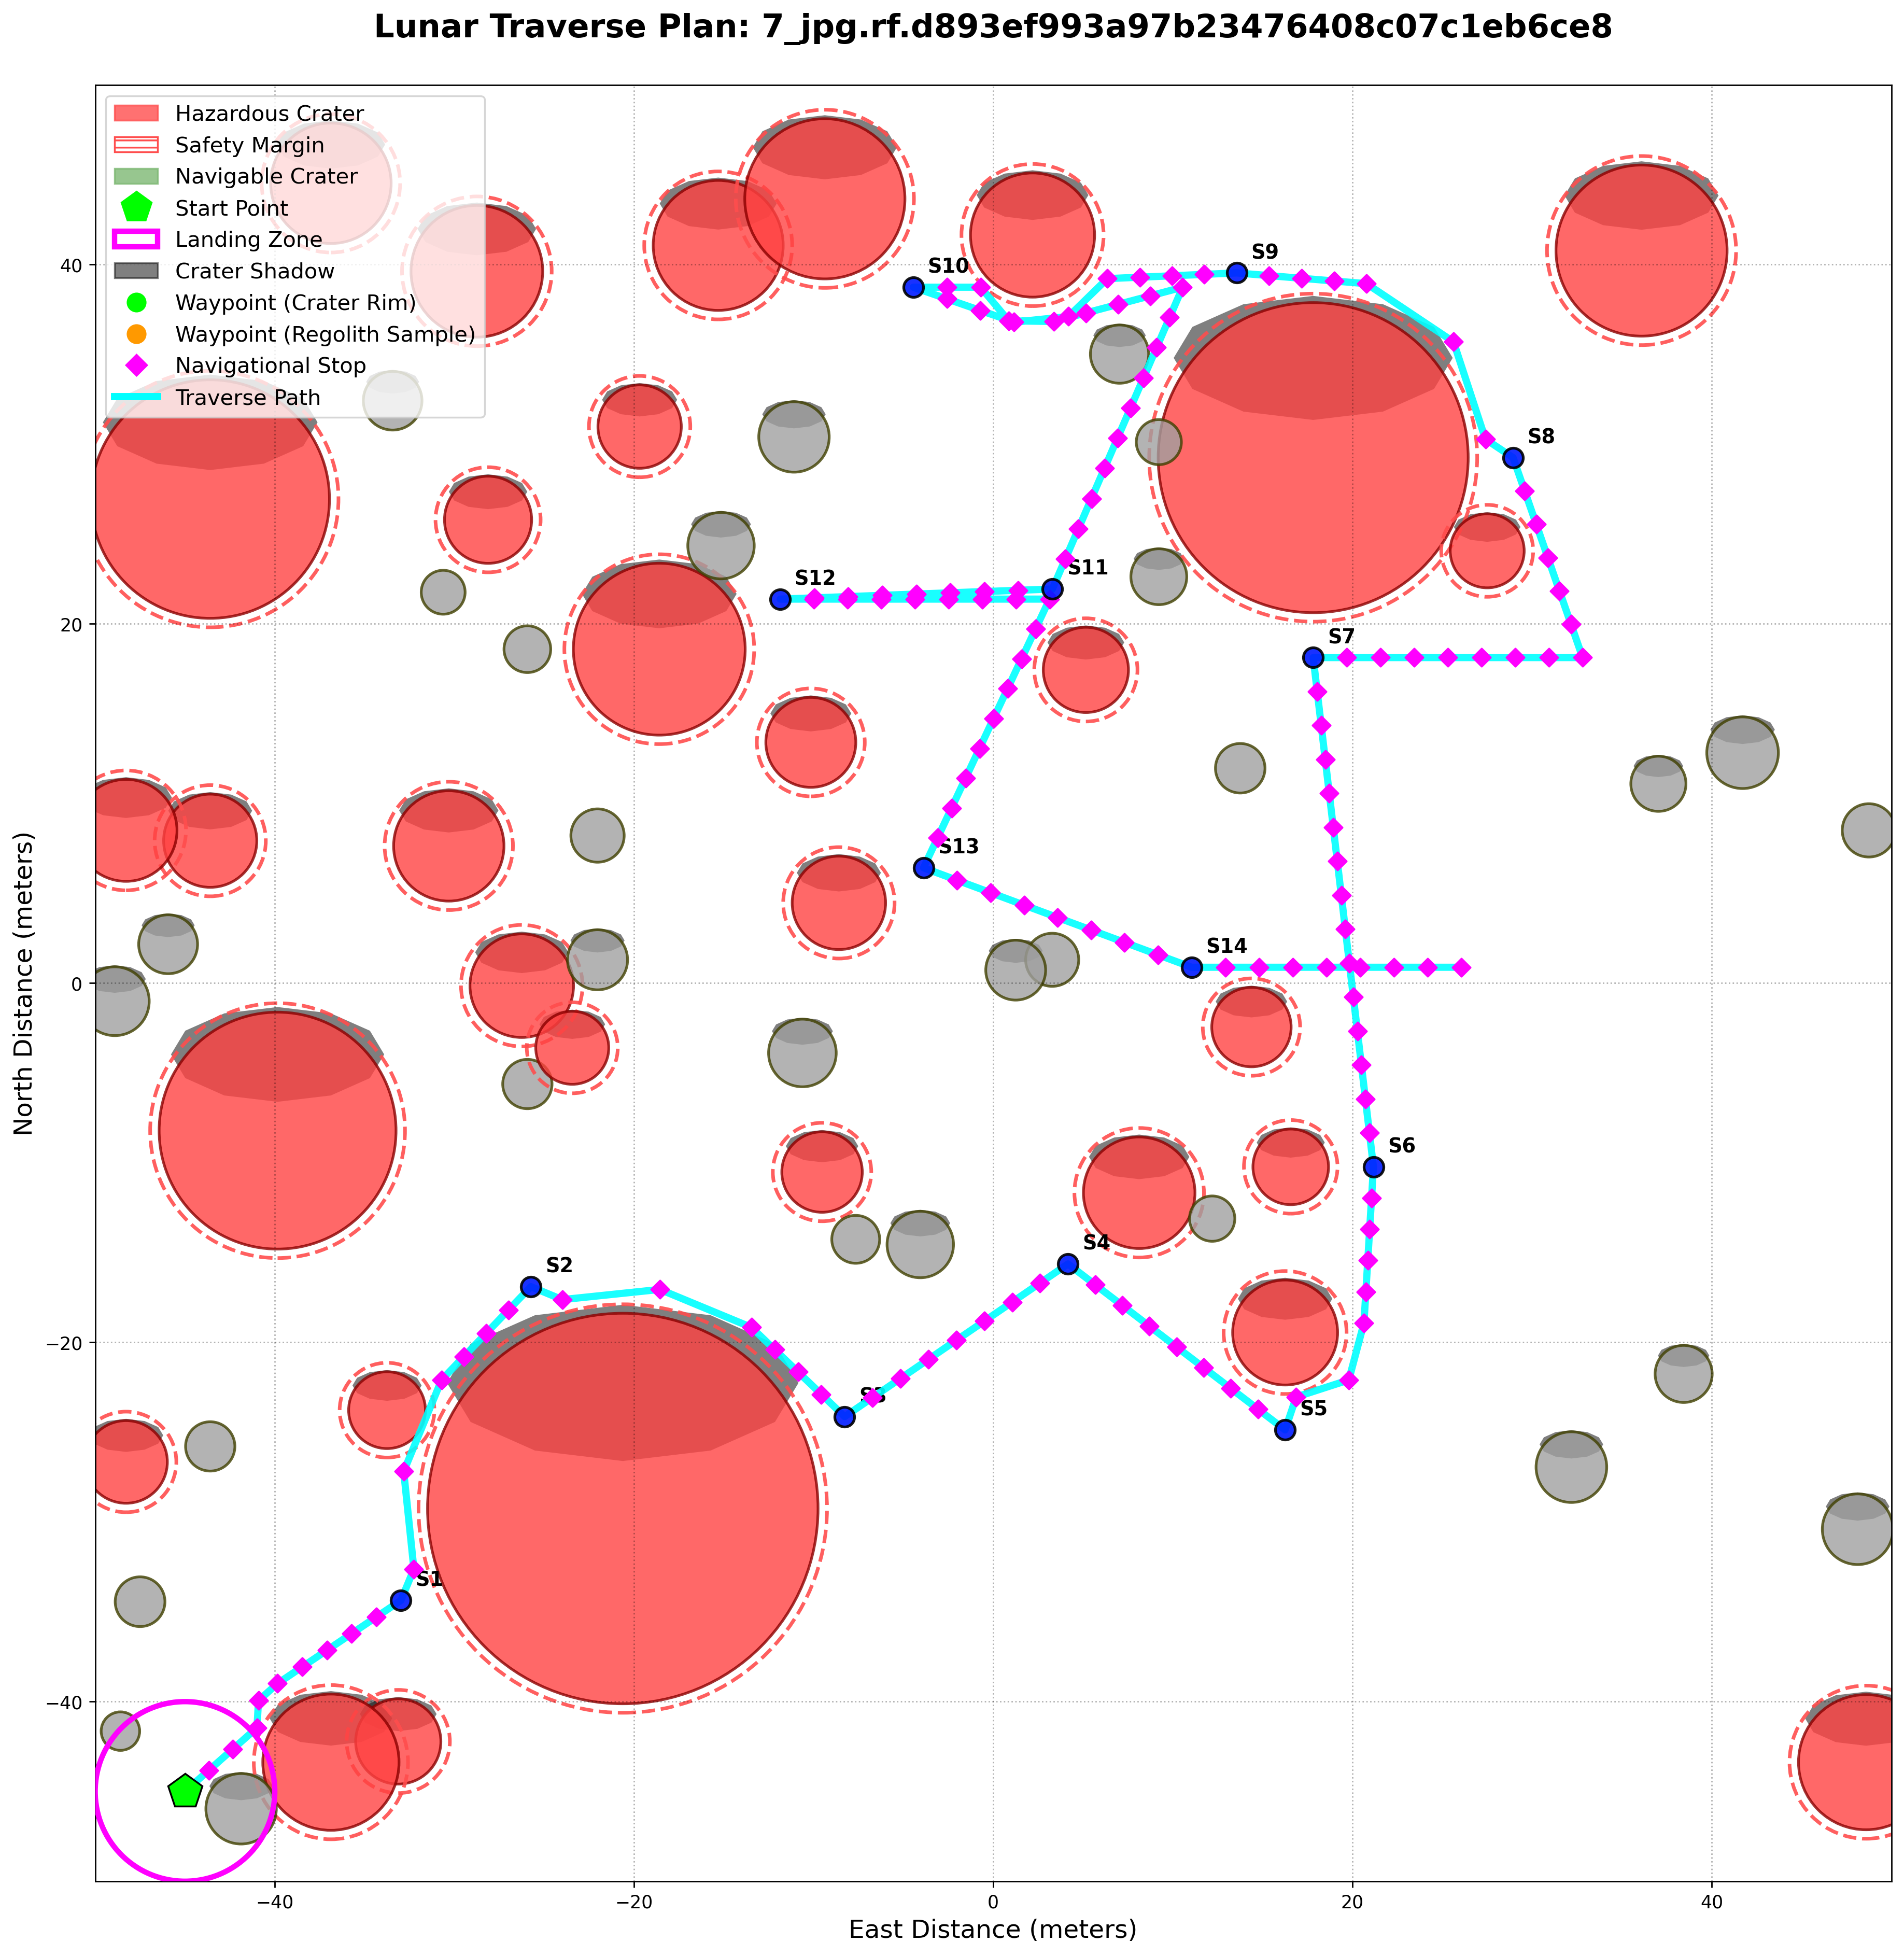 Lunar Traverse Plan: 7_jpg.rf.d893ef993a97b23476408c07c1eb6ce8
Hazardous Crater
Safety Margin
Navigable Crater
Start Point
Landing Zone
Crater Shadow
Waypoint (Crater Rim)
Waypoint (Regolith Sample)
Navigational Stop
Traverse Path
S10
S9
S8
S11
S12
S7
S13
S14
S6
S4
S2
S5
S1
40
20
0
−20
−40
North Distance (meters)
−40
−20
0
20
40
East Distance (meters)